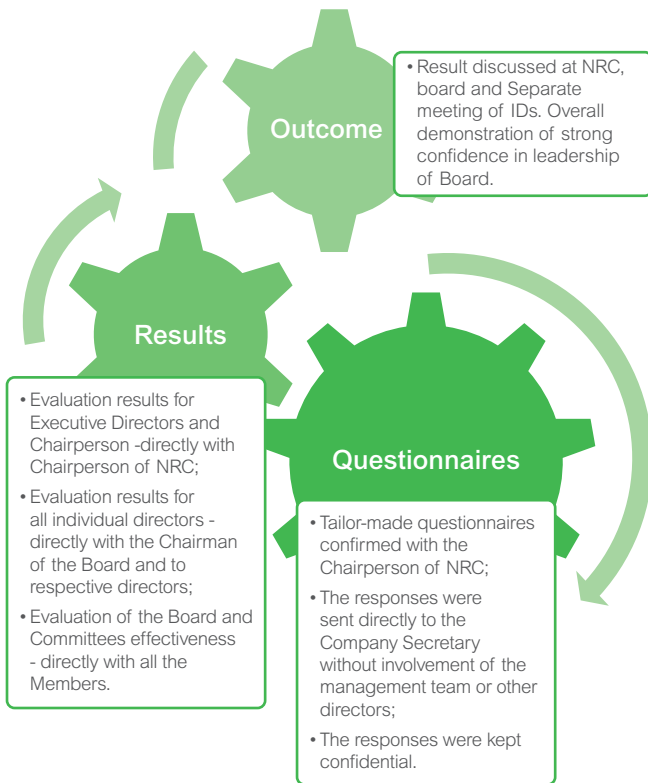 Outcome
• Result discussed at NRC,
board and Separate
meeting of IDs. Overall
demonstration of strong
confidence in leadership
of Board.
Results
• Evaluation results for
Executive Directors and
Chairperson -directly with
Chairperson of NRC;
• Evaluation results for
all individual directors -
directly with the Chairman
of the Board and to
respective directors;
• Evaluation of the Board and
Committees effectiveness
- directly with all the
Members.
Questionnaires
• Tailor-made questionnaires
confirmed with the
Chairperson of NRC;
• The responses were
sent directly to the
Company Secretary
without involvement of the
management team or other
directors;
• The responses were kept
confidential.